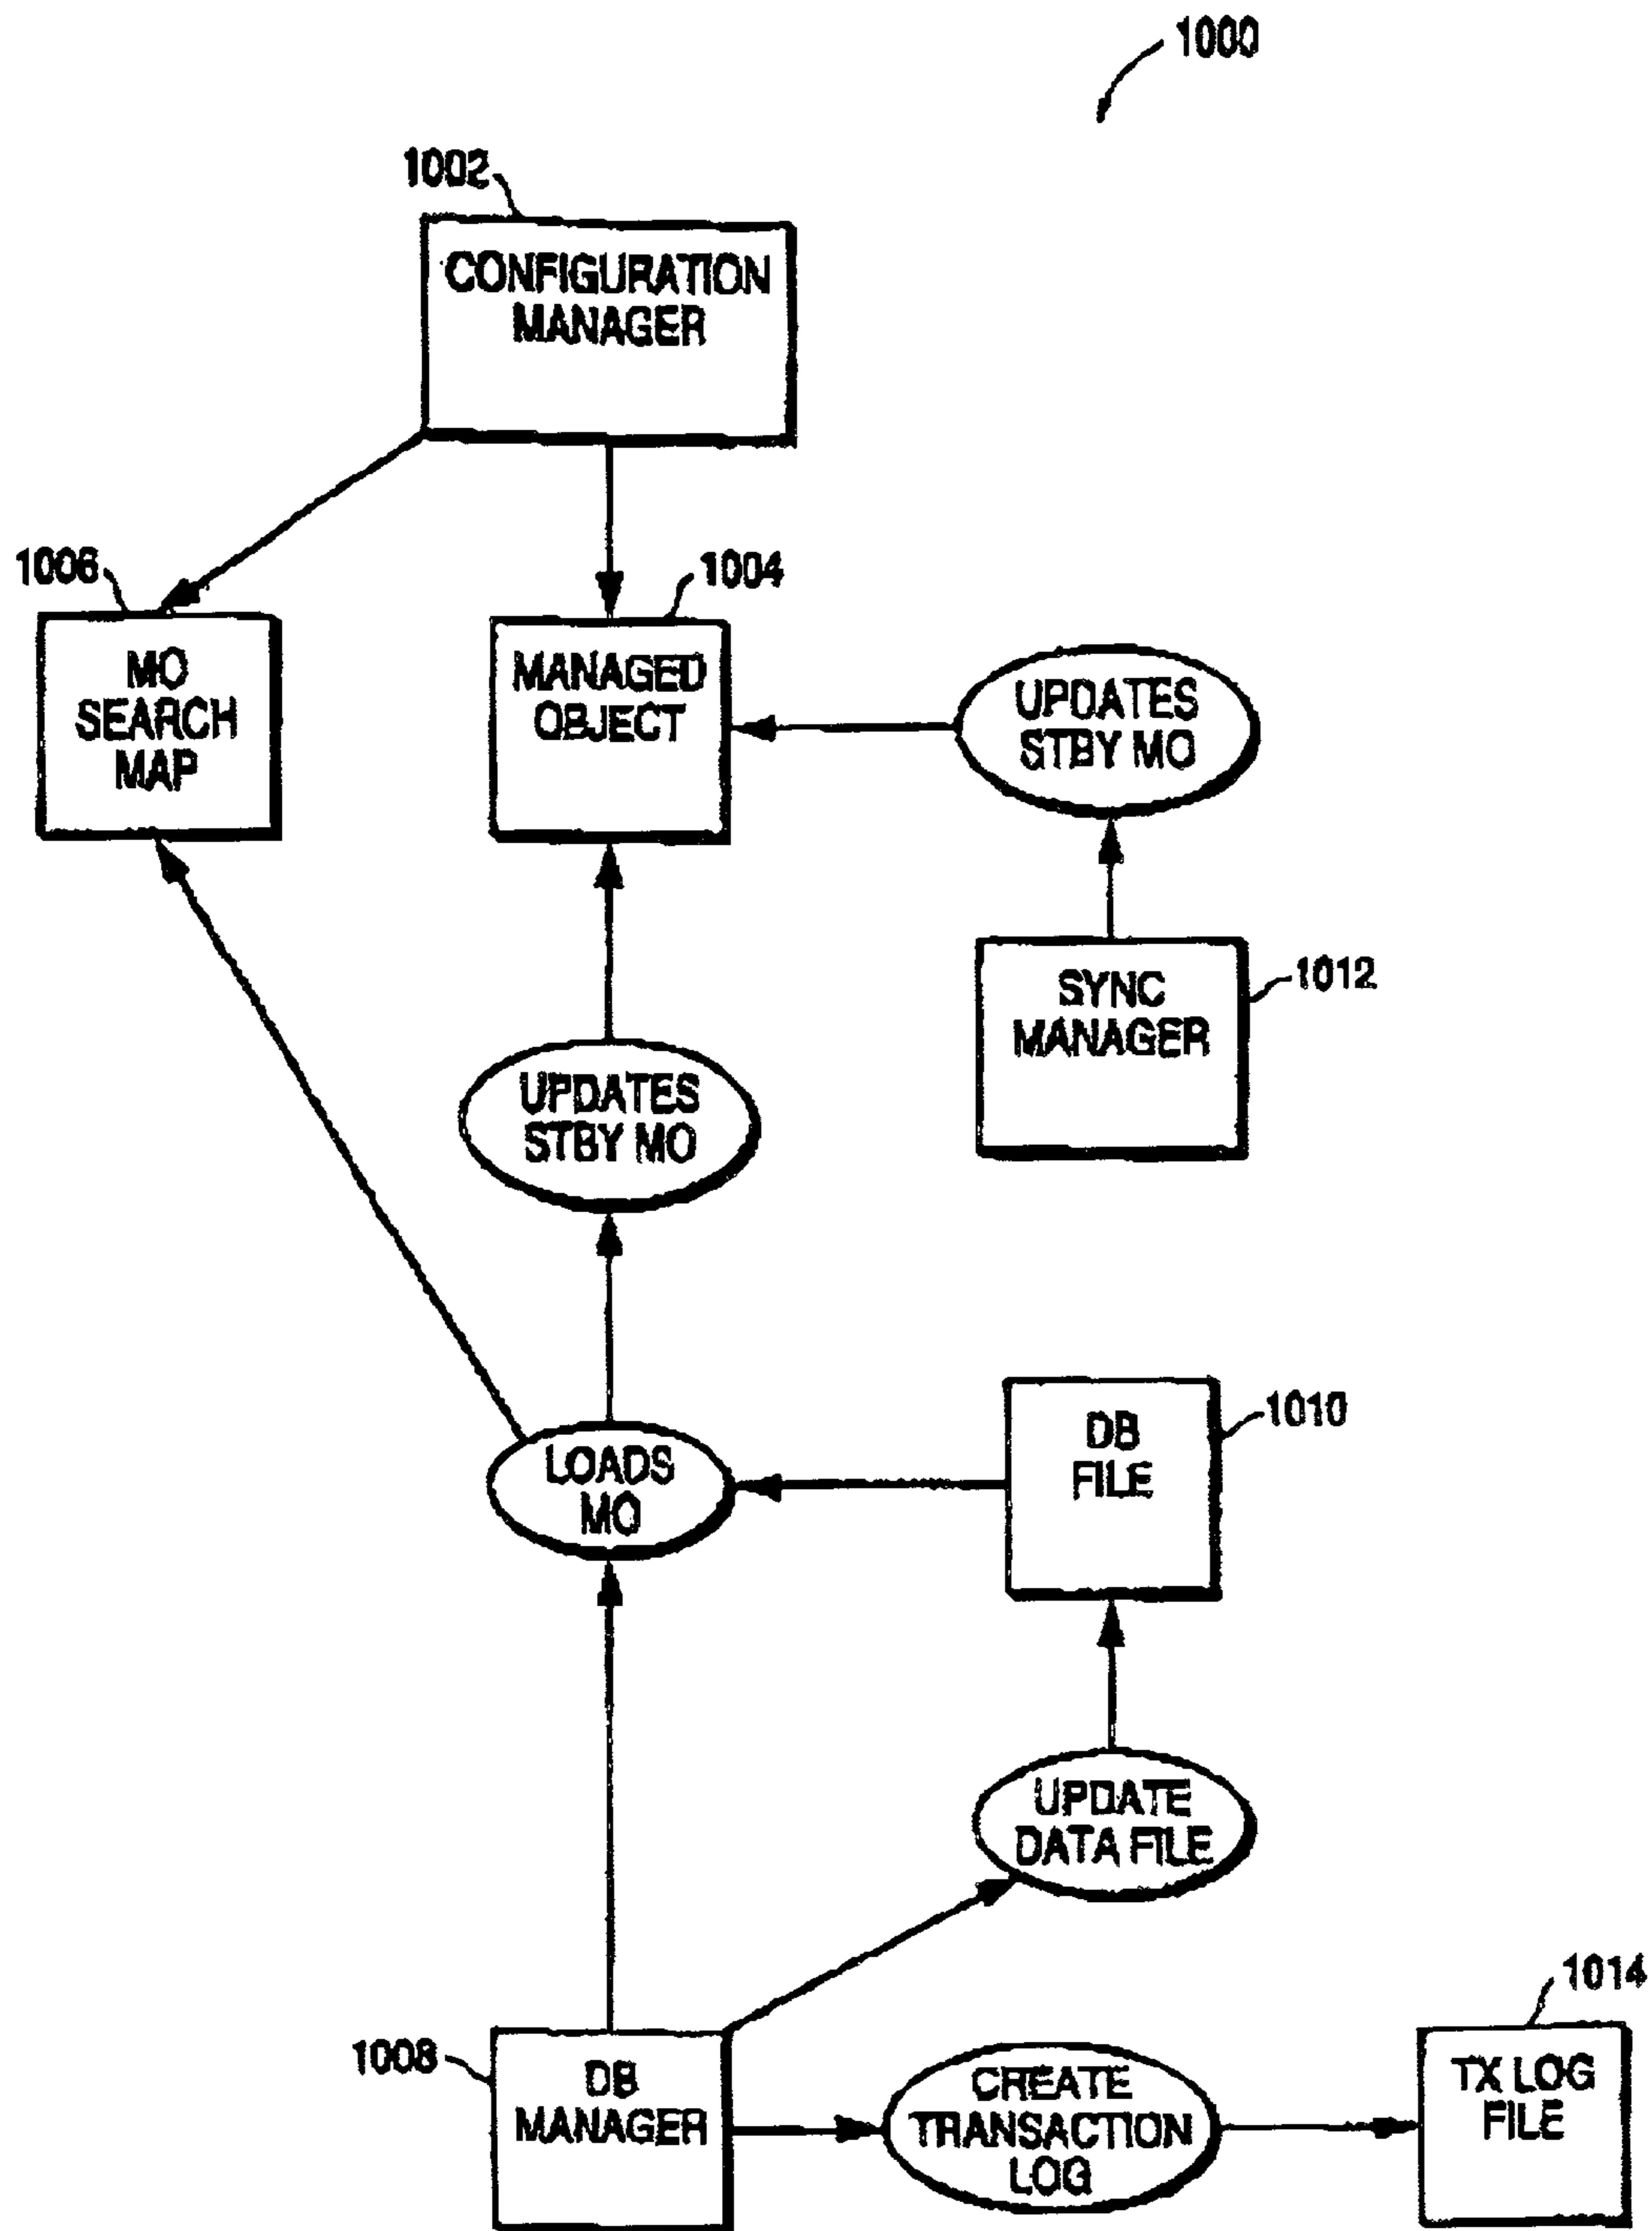 1000
1002
CONFIGURATION
MANAGER
1006
1004
MO
SEARCH
MAP
MANAGED
OBJECT
UPDATES
STBY MO
SYNC
MANAGER
1012
UPDATES
STBY MO
LOADS
MO
DB
FILE
1010
UPDATE
DATA FILE
1014
1008
DB
MANAGER
CREATE
TRANSACTION
LOG
TX LOG
FILE